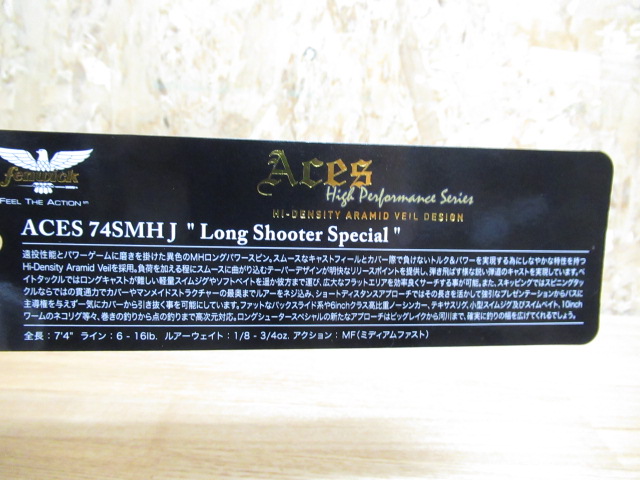 fenwick
FEEL THE ACTION
Aces
High Performance Series
HI-DENSITY ARAMID VEIL DESIGN
ACES 74SMH J " Long Shooter Special "
遠投性能とパワーゲームに磨きを掛けた異色のMHロングパワースピン。スムースなキャストフィールとカバー際で負けないトルク&パワーを実現する為にしなやかな特性を持つ
Hi-Density Aramid Veilを採用。負荷を加える程にスムースに曲がり込むテーパーデザインが明快なリリースポイントを提供し、弾き飛ばす様な鋭い弾道のキャストを実現しています。ベ
イトタックルではロングキャストが難しい軽量スイムジグやソフトベイトを遥か彼方まで運び、広大なフラットエリアを効率良くサーチする事が可能。また、スキッピングではスピニングタッ
クルならではの貫通力でカバーやマンメイドストラクチャーの最奥までルアーをネジ込み、ショートディスタンスアプローチではその長さを活かして強引なプレゼンテーションからバスに
主導権を与えず一気にカバーから引き抜く事を可能にしています。ファットなバックスライド系や6inchクラス高比重ノーシンカー、テキサスリグ、小型スイムジグ及びスイムベイト、10inch
ワームのネコリグ等々、巻きの釣りから点の釣りまで高次元対応。ロングシュータースペシャルの新たなアプローチはビッグレイクから河川まで、確実に釣りの幅を広げてくれるでしょう。
全長：7'4" ライン：6 - 16lb. ルアーウェイト：1/8 - 3/4oz. アクション：MF(ミディアムファスト)